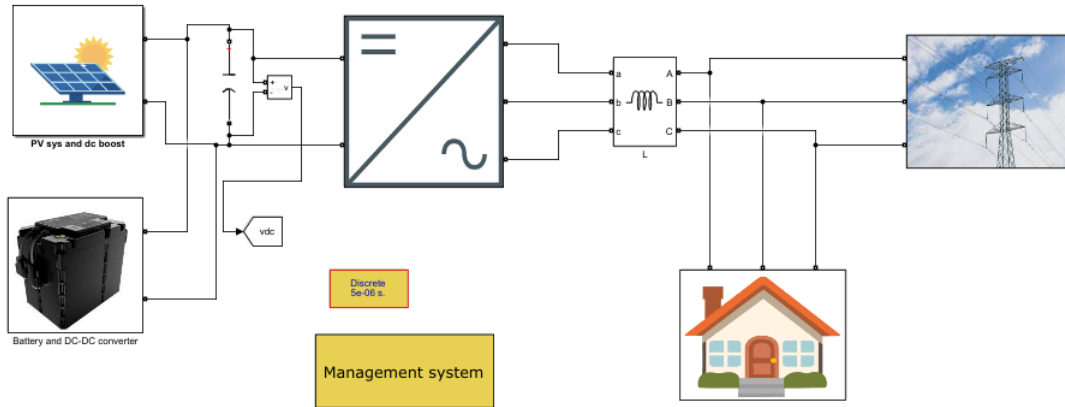 PV sys and dc boost
+
-
v
vdc
a
b
c
A
B
C
L
Battery and DC-DC converter
Discrete
5e-06 s.
Management system